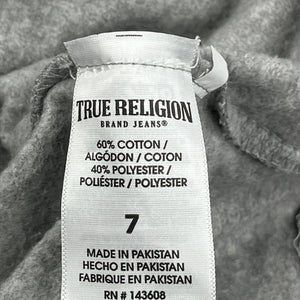 TRUE RELIGION
BRAND JEANS®
60% COTTON /
ALGÓDON / COTON
40% POLYESTER /
POLIÉSTER / POLYESTER
7
MADE IN PAKISTAN
HECHO EN PAKISTAN
FABRIQUE EN PAKISTAN
RN # 143608